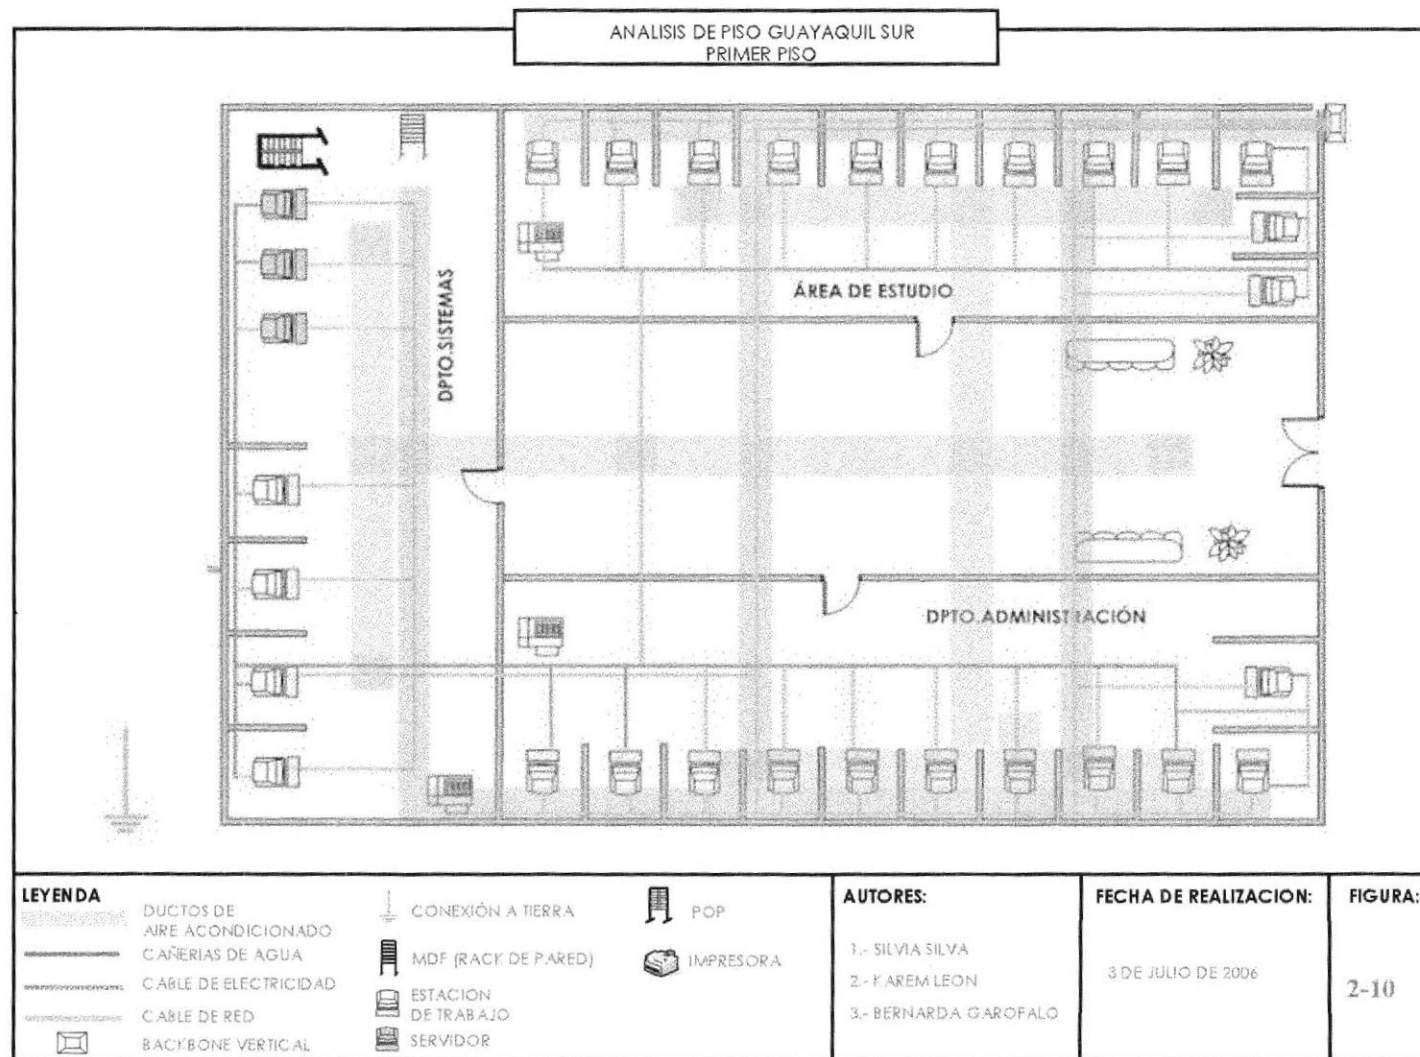 ANALISIS DE PISO GUAYAQUIL SUR
PRIMER PISO
DPTO.SISTEMAS
ÁREA DE ESTUDIO
DPTO.ADMINISTRACIÓN
LEYENDA
DUCTOS DE
AIRE ACONDICIONADO
CAÑERIAS DE AGUA
CABLE DE ELECTRICIDAD
CABLE DE RED
BACKBONE VERTICAL
CONEXIÓN A TIERRA
MDF (RACK DE PARED)
ESTACION
DE TRABAJO
SERVIDOR
POP
IMPRESORA
AUTORES:
1.- SILVIA SILVA
2.- KAREM LEON
3.- BERNARDA GAROFALO
FECHA DE REALIZACION:
3 DE JULIO DE 2006
FIGURA:
2-10